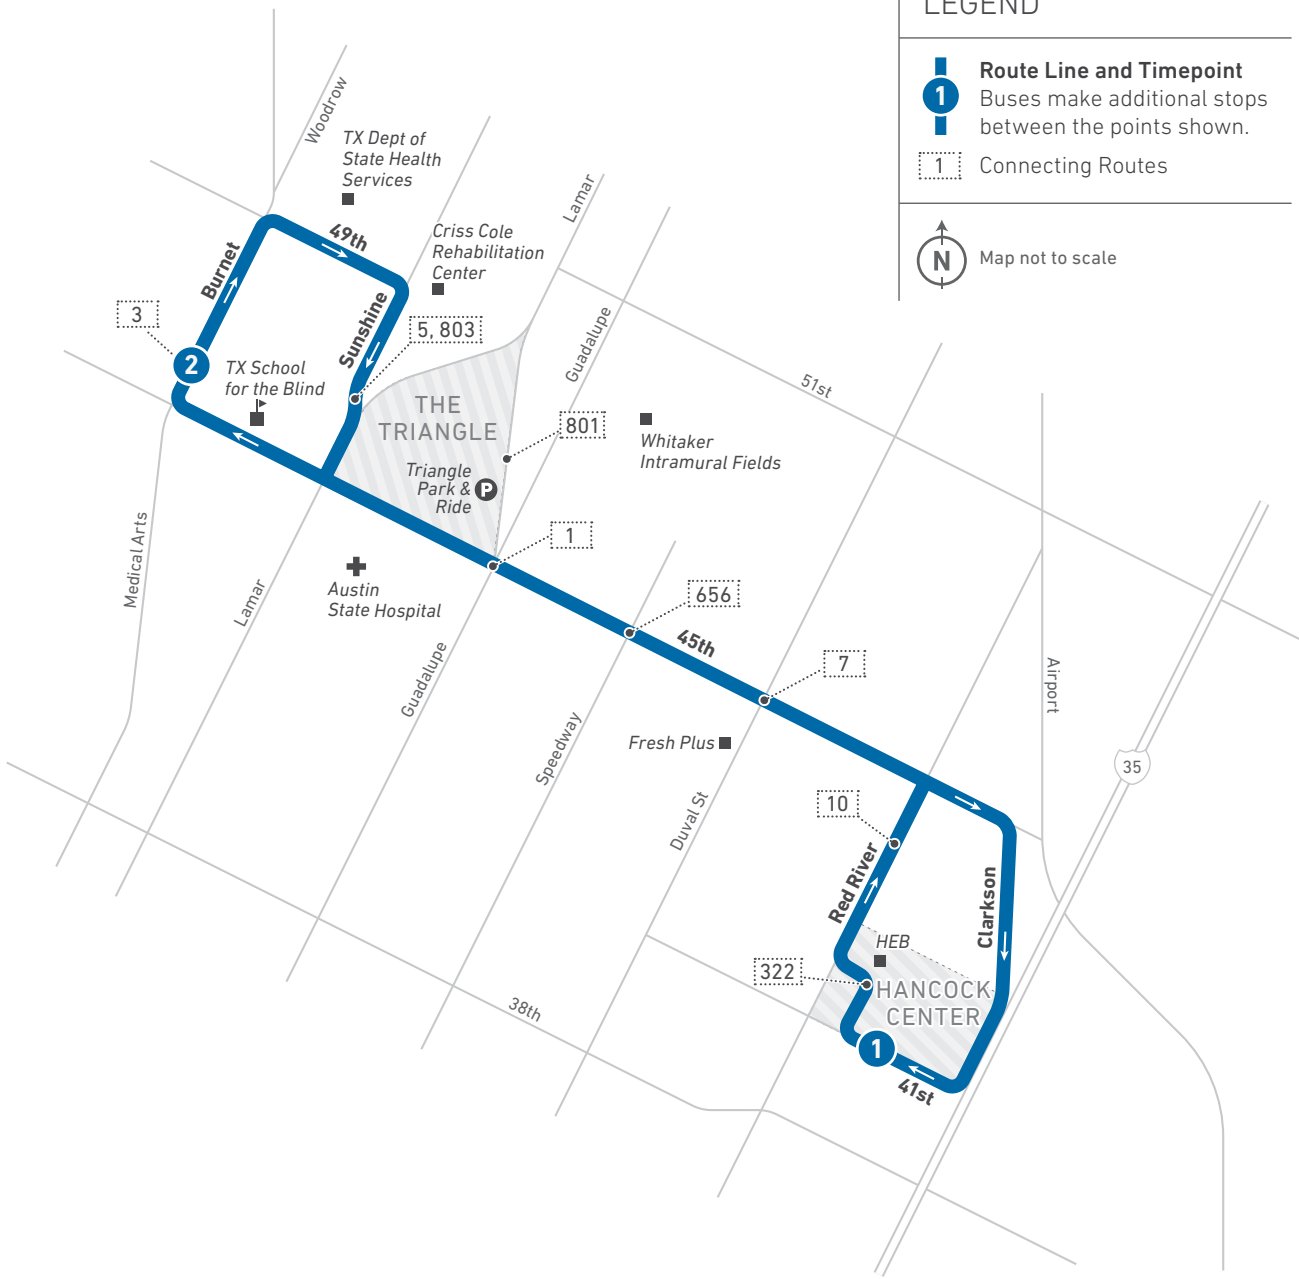 LEGEND
1
Route Line and Timepoint
Buses make additional stops
between the points shown.
1
Connecting Routes
N
Map not to scale
Woodrow
TX Dept of
State Health
Services
49th
Burnet
Criss Cole
Rehabilitation
Center
Lamar
Sunshine
3
5, 803
Guadalupe
2
TX School
for the Blind
51st
THE
TRIANGLE
801
Whitaker
Intramural Fields
Triangle
Park &
Ride
P
Medical Arts
1
Austin
State Hospital
Lamar
656
45th
Guadalupe
7
Airport
Speedway
Fresh Plus
35
Duval St
10
Red River
Clarkson
HEB
322
HANCOCK
CENTER
38th
1
41st